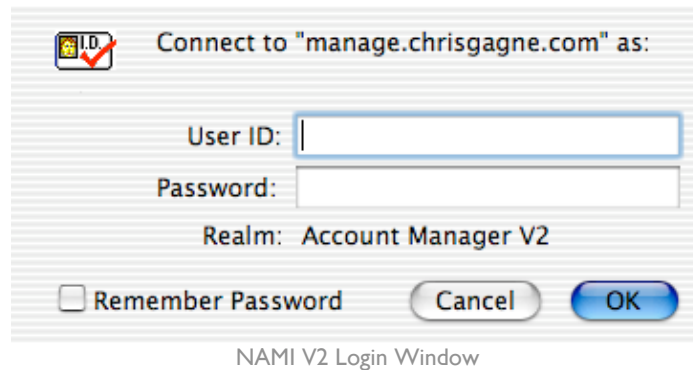 I.D.
Connect to "manage.chrisgagne.com" as:
User ID:
Password:
Realm: Account Manager V2
Remember Password Cancel OK
NAMI V2 Login Window